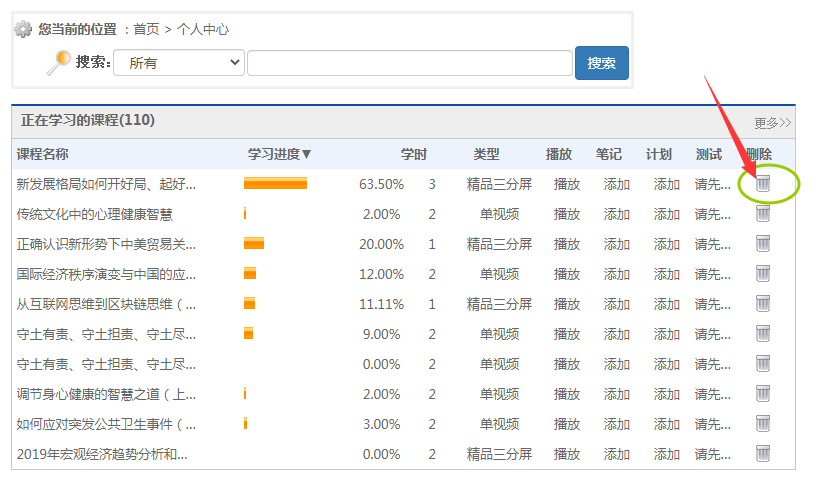 您当前的位置 ：首页 > 个人中心
搜索: 所有 搜索
正在学习的课程(110) 更多>>
课程名称 学习进度▼ 学时 类型 播放 笔记 计划 测试 删除
新发展格局如何开好局、起好... 63.50% 3 精品三分屏 播放 添加 添加 请先...
传统文化中的心理健康智慧 2.00% 2 单视频 播放 添加 添加 请先...
正确认识新形势下中美贸易关... 20.00% 1 精品三分屏 播放 添加 添加 请先...
国际经济秩序演变与中国的应... 12.00% 2 单视频 播放 添加 添加 请先...
从互联网思维到区块链思维（... 11.11% 1 精品三分屏 播放 添加 添加 请先...
守土有责、守土担责、守土尽... 9.00% 2 单视频 播放 添加 添加 请先...
守土有责、守土担责、守土尽... 0.00% 2 单视频 播放 添加 添加 请先...
调节身心健康的智慧之道（上... 2.00% 2 单视频 播放 添加 添加 请先...
如何应对突发公共卫生事件（... 3.00% 2 单视频 播放 添加 添加 请先...
2019年宏观经济趋势分析和... 0.00% 2 精品三分屏 播放 添加 添加 请先...